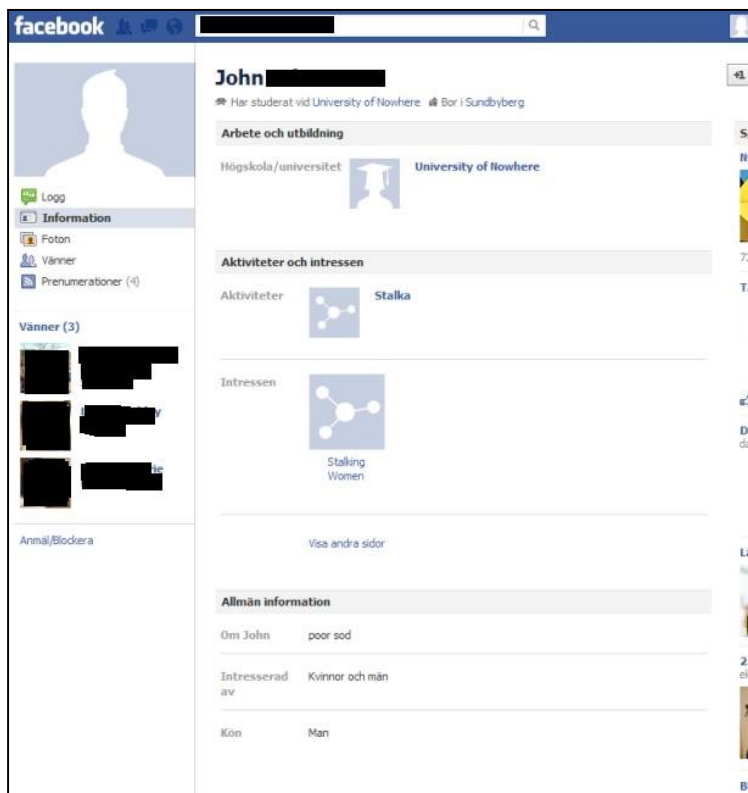 facebook
John
Har studerat vid University of Nowhere Bor i Sundbyberg
+1
Arbete och utbildning
Högskola/universitet University of Nowhere
Logg
Information
Foton
Vänner
Prenumerationer (4)
Aktiviteter och intressen
Aktiviteter Stalka
Vänner (3)
Intressen
Stalking
Women
Anmäl/Blockera
Visa andra sidor
Allmän information
Om John poor sod
Intresserad av Kvinnor och män
Kön Man